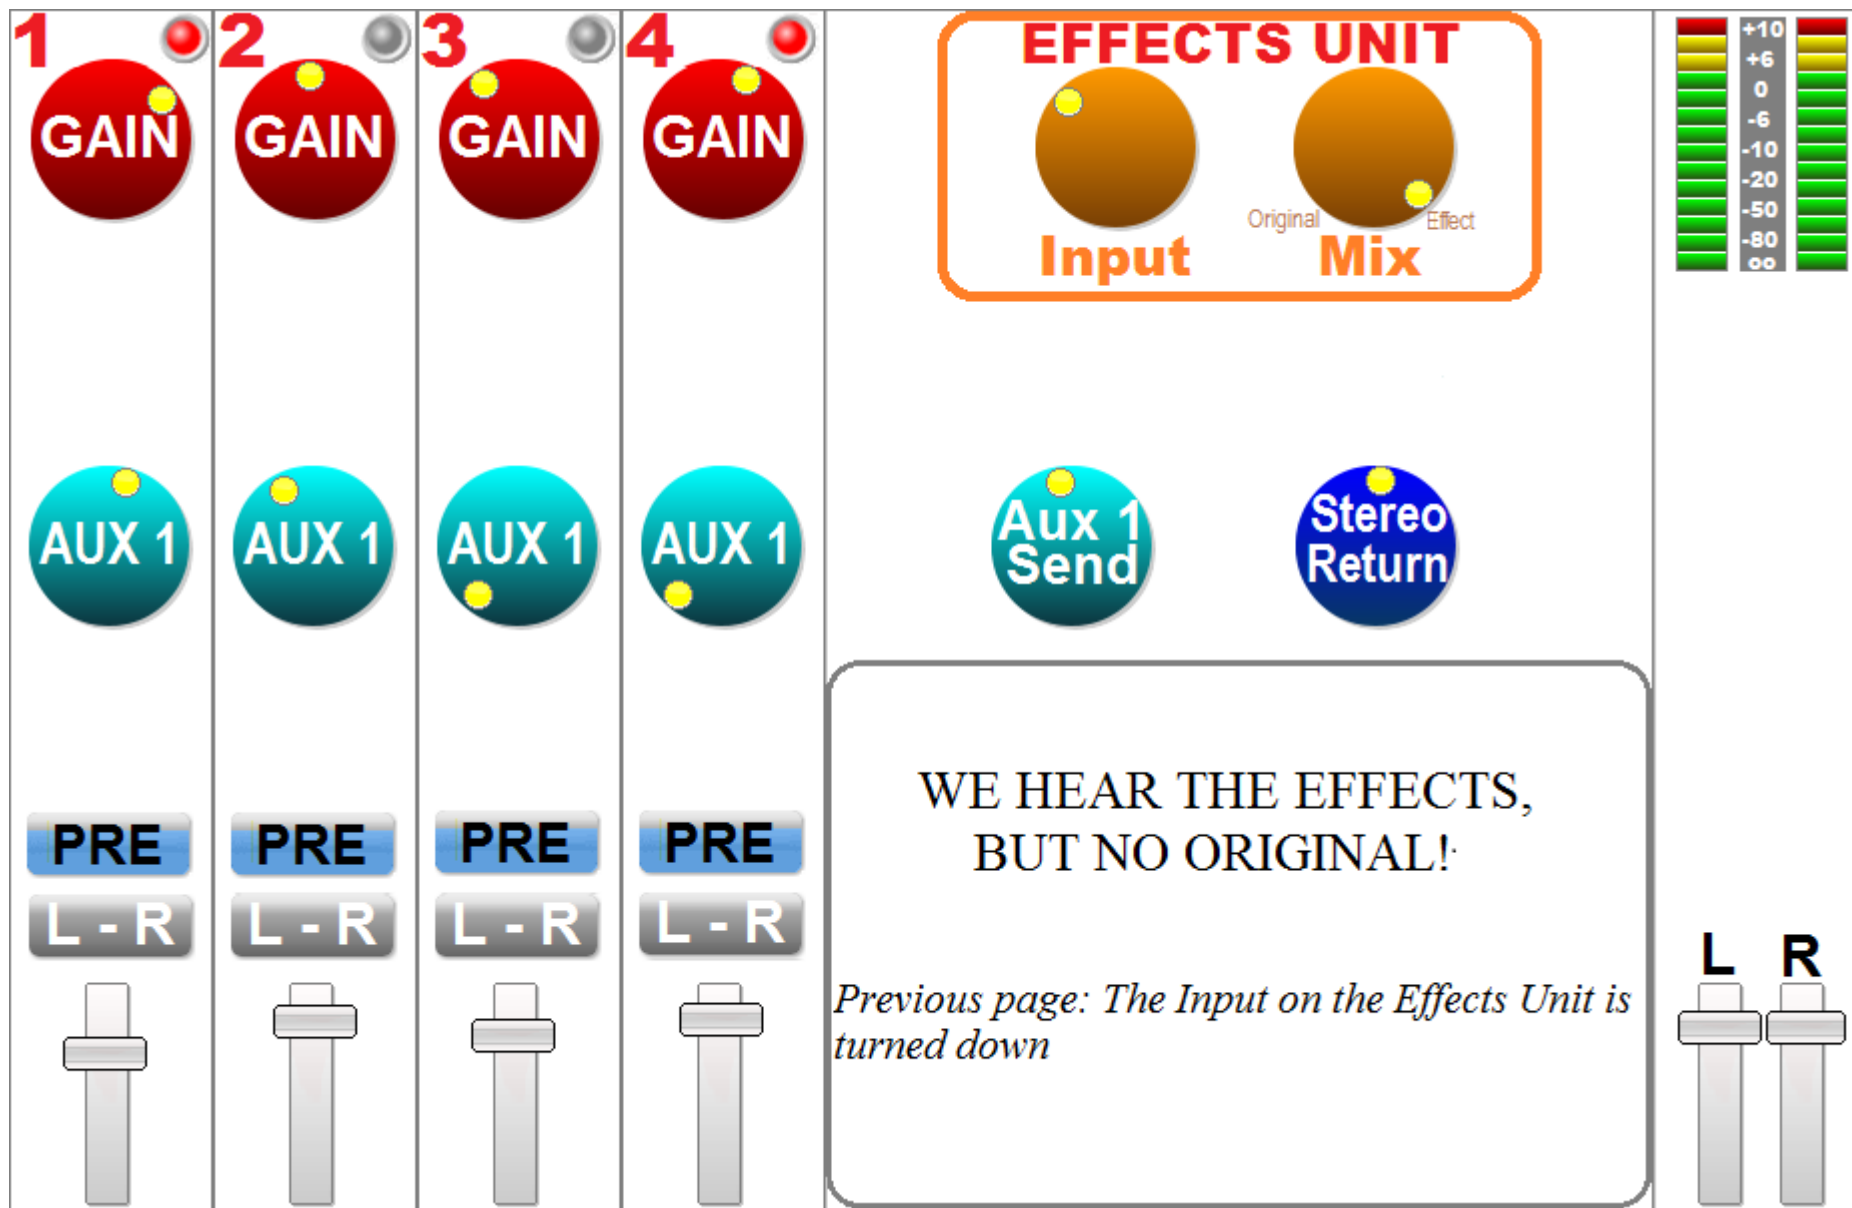 1
2
3
4
GAIN
GAIN
GAIN
GAIN
EFFECTS UNIT
Original
Effect
Input
Mix
+10
+6
0
-6
-10
-20
-50
-80
oo
AUX 1
AUX 1
AUX 1
AUX 1
Aux 1
Send
Stereo
Return
PRE
PRE
PRE
PRE
L - R
L - R
L - R
L - R
WE HEAR THE EFFECTS,
BUT NO ORIGINAL!
Previous page: The Input on the Effects Unit is
turned down
L
R